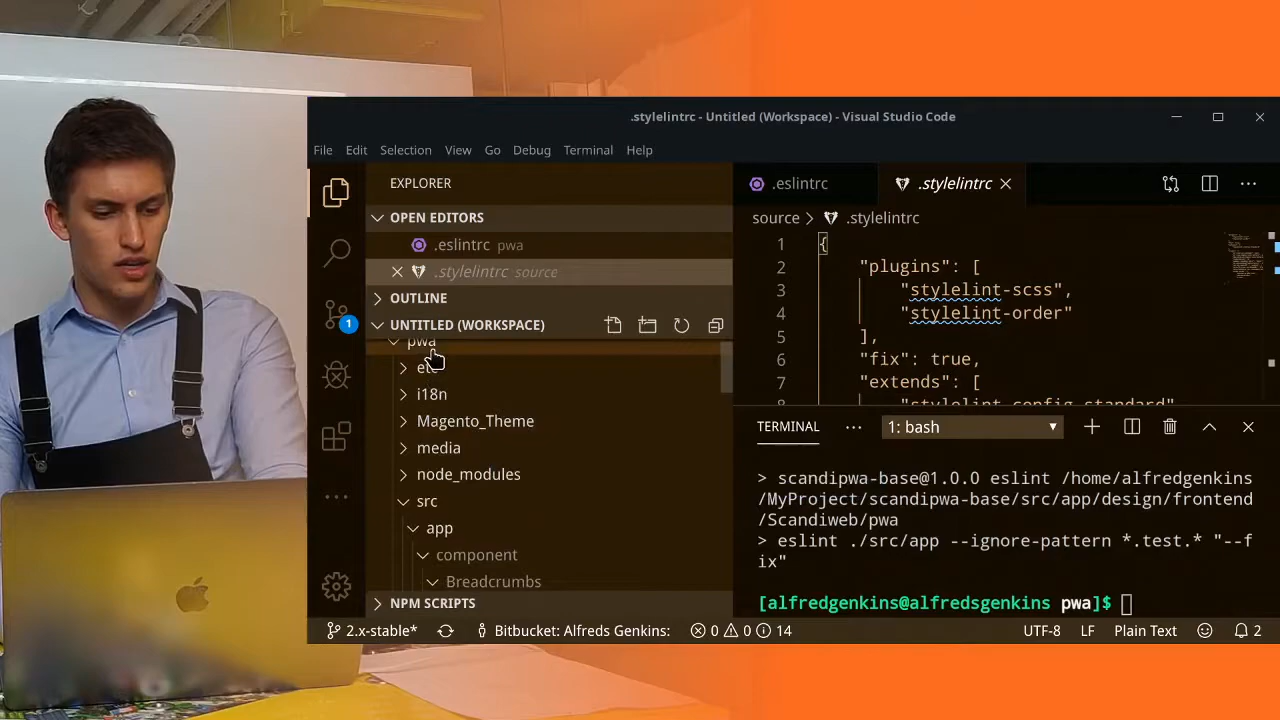 .stylelintrc - Untitled (Workspace) - Visual Studio Code
File Edit Selection View Go Debug Terminal Help
EXPLORER
OPEN EDITORS
.eslintrc pwa
.stylelintrc source
OUTLINE
UNTITLED (WORKSPACE)
pwa
etc
i18n
Magento_Theme
media
node_modules
src
app
component
Breadcrumbs
NPM SCRIPTS
1
.eslintrc
.stylelintrc
source > .stylelintrc
1 {
2 "plugins": [
3 "stylelint-scss",
4 "stylelint-order"
5 ],
6 "fix": true,
7 "extends": [
8 "stylelint-config-standard"
TERMINAL ··· 1: bash
> scandipwa-base@1.0.0 eslint /home/alfredgenkins
/MyProject/scandipwa-base/src/app/design/frontend
/Scandiweb/pwa
> eslint ./src/app --ignore-pattern *.test.* "--f
ix"
[alfredgenkins@alfredsgenkins pwa]$
2.x-stable* Bitbucket: Alfreds Genkins: 0 0 14 UTF-8 LF Plain Text 2